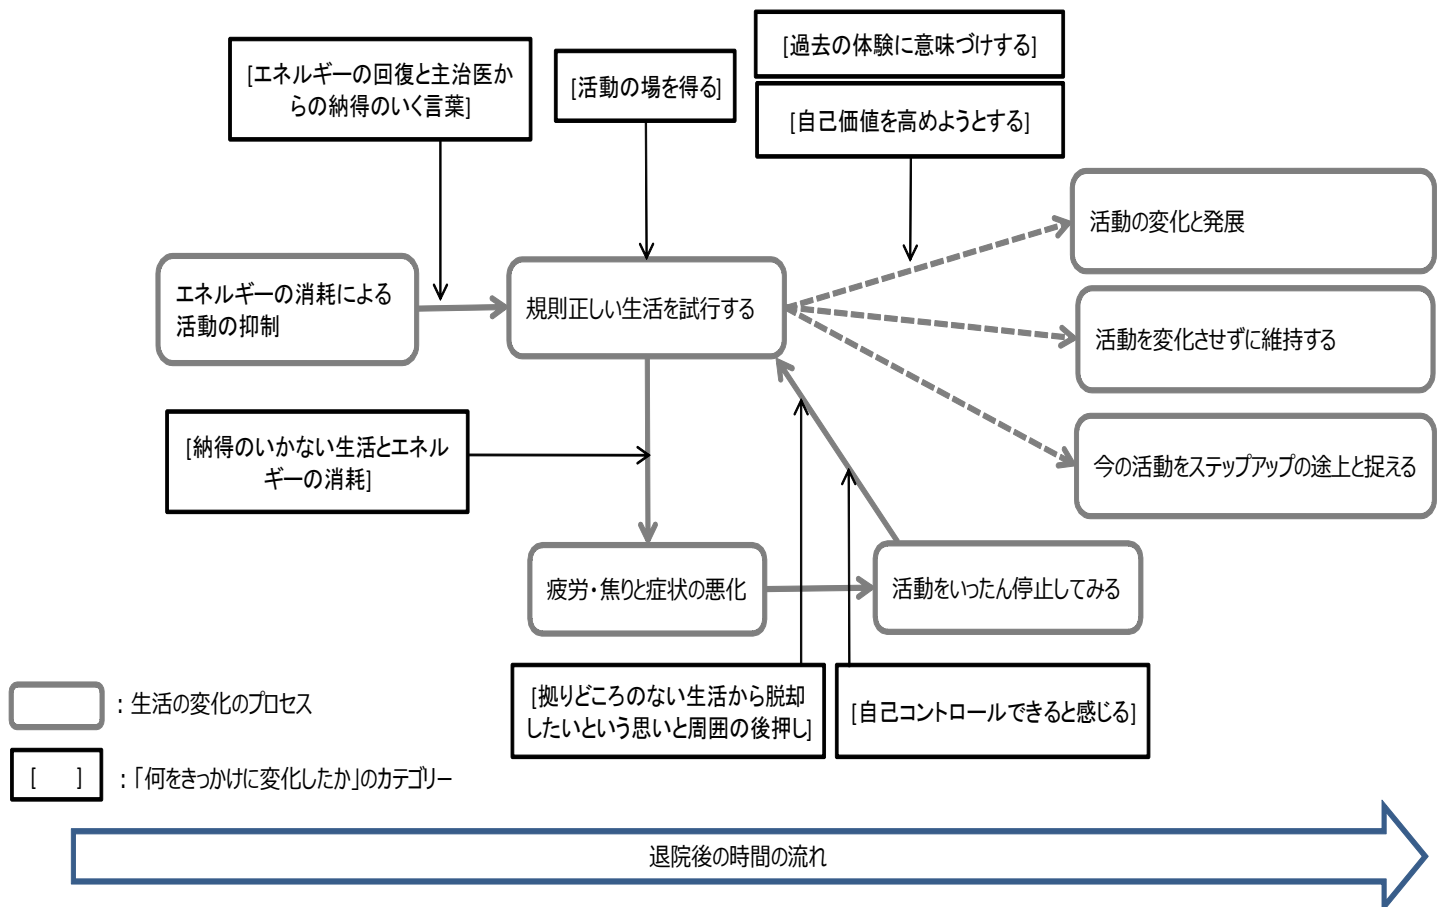 [過去の体験に意味づけする]
[エネルギーの回復と主治医か
らの納得のいく言葉]
[活動の場を得る]
[自己価値を高めようとする]
活動の変化と発展
エネルギーの消耗による
活動の抑制
規則正しい生活を試行する
活動を変化させずに維持する
[納得のいかない生活とエネル
ギーの消耗]
今の活動をステップアップの途上と捉える
疲労・焦りと症状の悪化
活動をいったん停止してみる
[拠りどころのない生活から脱却
したいという思いと周囲の後押し]
[自己コントロールできると感じる]
：生活の変化のプロセス
[ ]：「何をきっかけに変化したか」のカテゴリー
退院後の時間の流れ